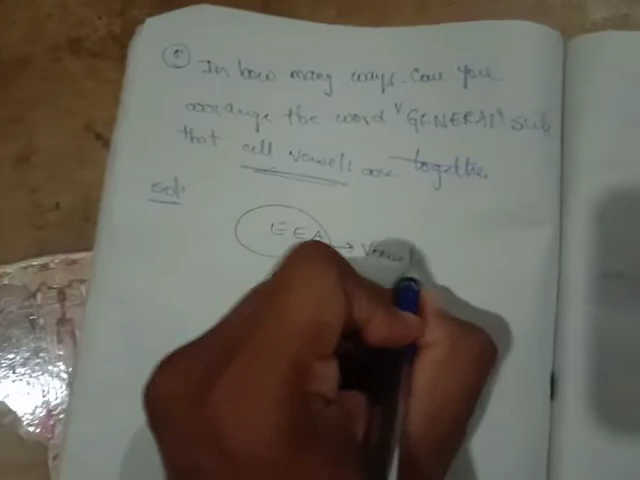 5
In how many ways can you
arrange the word "GENERAL" such
that all vowels are together
Sol:
EEA → Vowel